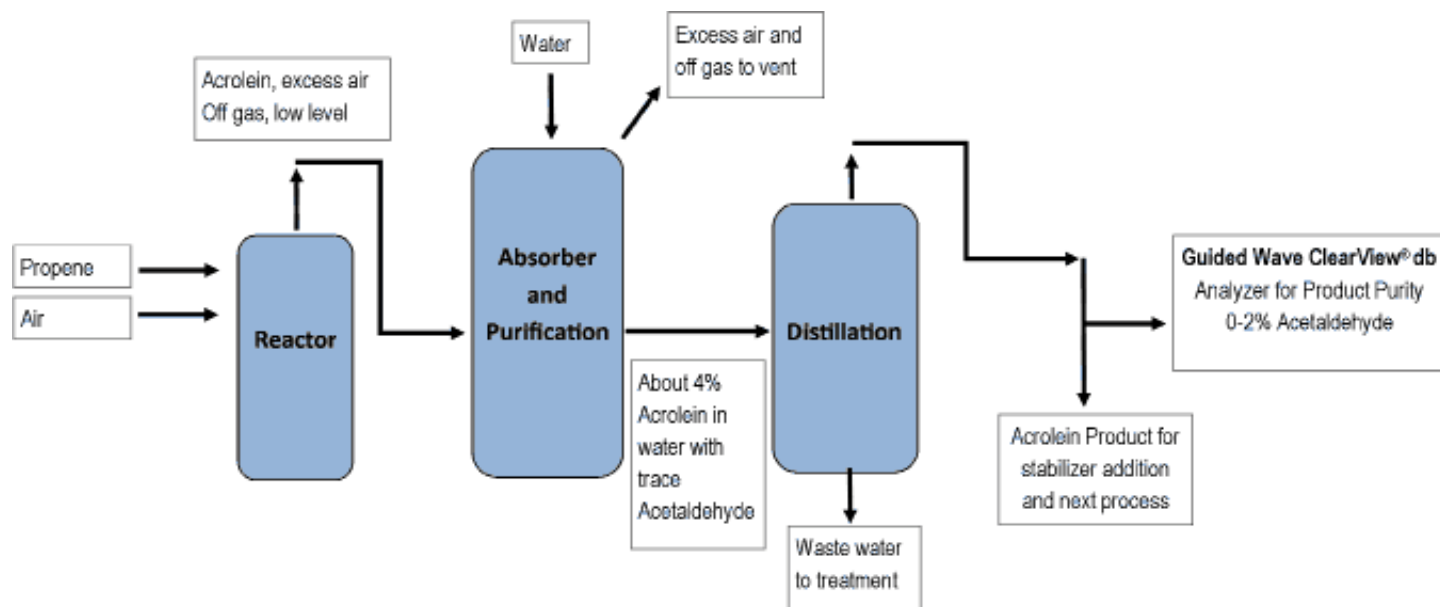 Water
Excess air and
off gas to vent
Acrolein, excess air
Off gas, low level
Propene
Air
Reactor
Absorber
and
Purification
Distillation
About 4%
Acrolein in
water with
trace
Acetaldehyde
Waste water
to treatment
Guided Wave ClearView® db
Analyzer for Product Purity
0-2% Acetaldehyde
Acrolein Product for
stabilizer addition
and next process